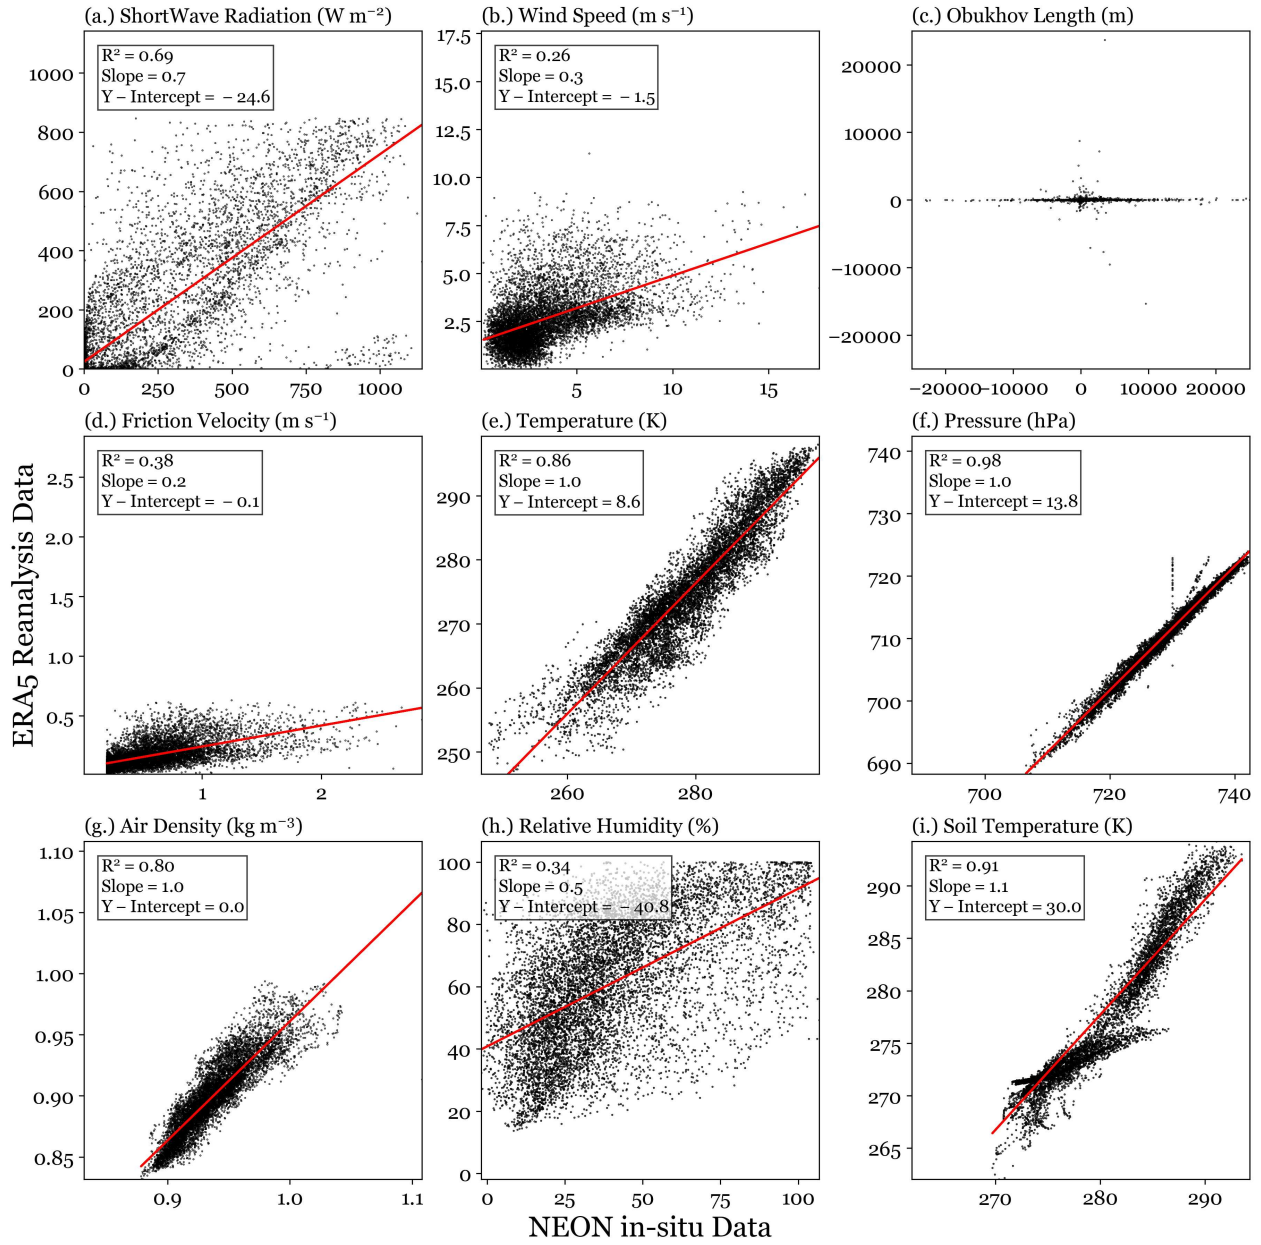 (a.) ShortWave Radiation (W m⁻²)
R² = 0.69
Slope = 0.7
Y – Intercept = – 24.6
1000
800
600
400
200
0
0 250 500 750 1000
(b.) Wind Speed (m s⁻¹)
R² = 0.26
Slope = 0.3
Y – Intercept = – 1.5
17.5
15.0
12.5
10.0
7.5
5.0
2.5
5 10 15
(c.) Obukhov Length (m)
20000
10000
0
−10000
−20000
−20000 −10000 0 10000 20000
(d.) Friction Velocity (m s⁻¹)
R² = 0.38
Slope = 0.2
Y – Intercept = – 0.1
2.5
2.0
1.5
1.0
0.5
1 2
(e.) Temperature (K)
R² = 0.86
Slope = 1.0
Y – Intercept = 8.6
290
280
270
260
250
260 280
(f.) Pressure (hPa)
R² = 0.98
Slope = 1.0
Y – Intercept = 13.8
740
730
720
710
700
690
700 720 740
ERA5 Reanalysis Data
(g.) Air Density (kg m⁻³)
R² = 0.80
Slope = 1.0
Y – Intercept = 0.0
1.10
1.05
1.00
0.95
0.90
0.85
0.9 1.0 1.1
(h.) Relative Humidity (%)
R² = 0.34
Slope = 0.5
Y – Intercept = – 40.8
100
80
60
40
20
0
0 25 50 75 100
(i.) Soil Temperature (K)
R² = 0.91
Slope = 1.1
Y – Intercept = 30.0
290
285
280
275
270
265
270 280 290
NEON in-situ Data